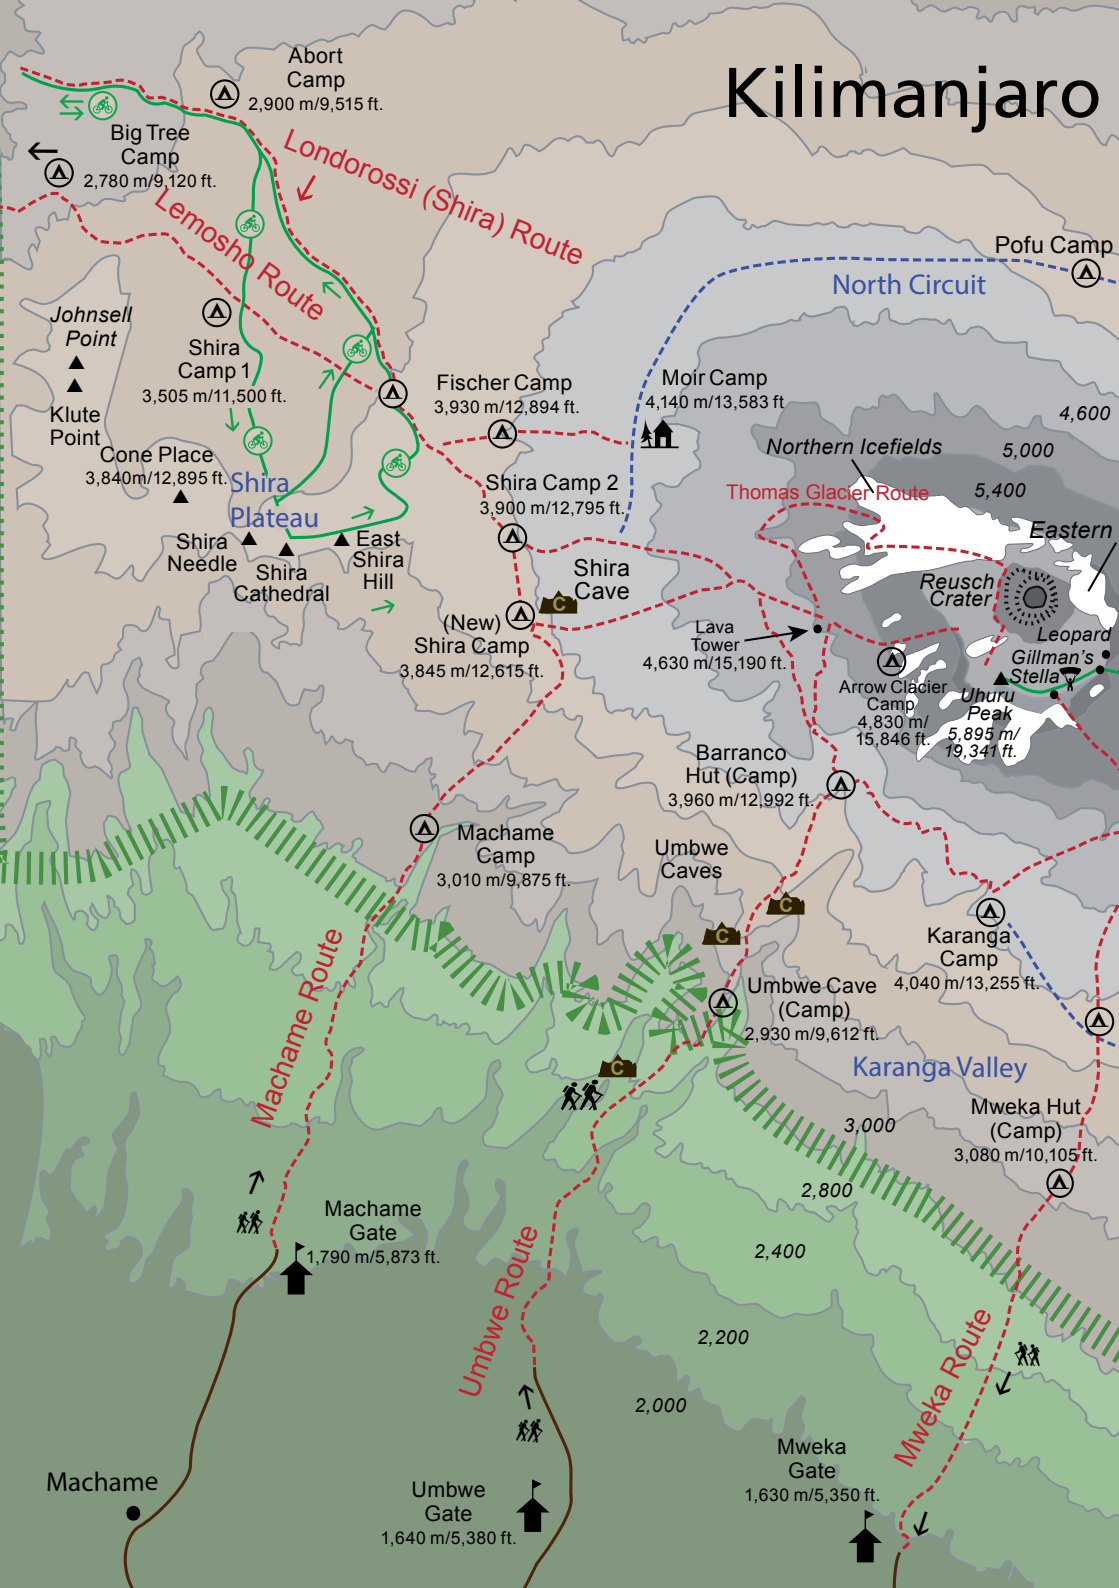 Kilimanjaro
Abort
Camp
2,900 m/9,515 ft.
Big Tree
Camp
2,780 m/9,120 ft.
Londorossi (Shira) Route
Lemosho Route
Pofu Camp
North Circuit
Johnsell
Point
Klute
Point
Shira
Camp 1
3,505 m/11,500 ft.
Fischer Camp
3,930 m/12,894 ft.
Moir Camp
4,140 m/13,583 ft
4,600
5,000
5,400
Northern Icefields
Thomas Glacier Route
Eastern
Cone Place
3,840m/12,895 ft.
Shira
Plateau
Shira Camp 2
3,900 m/12,795 ft.
Shira
Needle
Shira
Cathedral
East
Shira
Hill
Shira
Cave
C
Reusch
Crater
(New)
Shira Camp
3,845 m/12,615 ft.
Lava
Tower
4,630 m/15,190 ft.
Leopard
Gillman's
Stella
Arrow Glacier
Camp
4,830 m/
15,846 ft.
Uhuru
Peak
5,895 m/
19,341 ft.
Barranco
Hut (Camp)
3,960 m/12,992 ft.
Machame
Camp
3,010 m/9,875 ft.
Umbwe
Caves
C
C
Karanga
Camp
4,040 m/13,255 ft.
Umbwe Cave
(Camp)
2,930 m/9,612 ft.
Machame Route
C
Karanga Valley
Mweka Hut
(Camp)
3,080 m/10,105 ft.
3,000
2,800
2,400
2,200
2,000
Machame
Gate
1,790 m/5,873 ft.
Umbwe Route
Mweka Route
Mweka
Gate
1,630 m/5,350 ft.
Machame
Umbwe
Gate
1,640 m/5,380 ft.